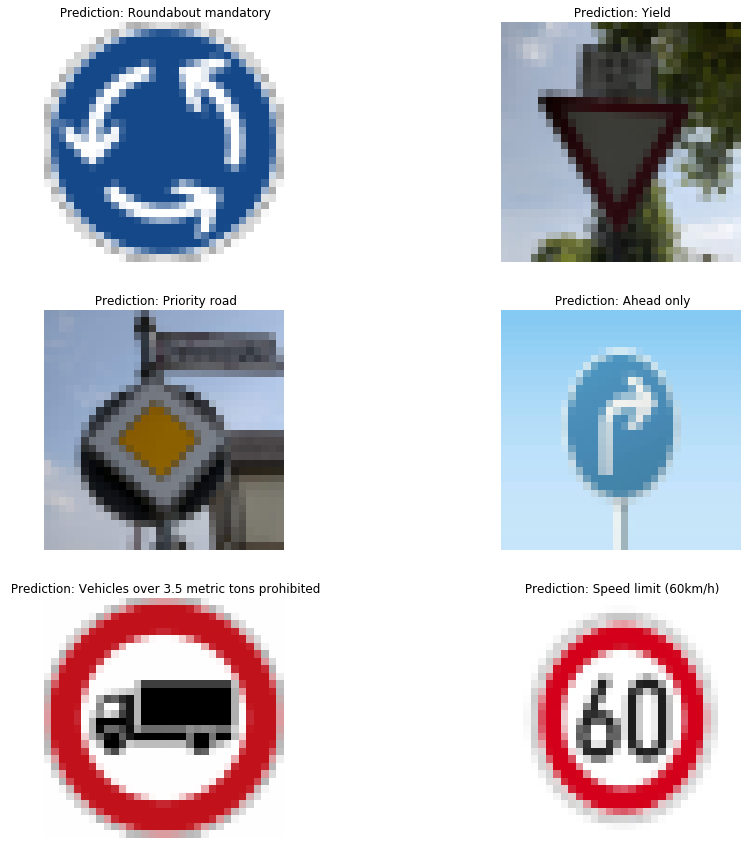 Prediction: Roundabout mandatory
Prediction: Yield
Prediction: Priority road
Prediction: Ahead only
Prediction: Vehicles over 3.5 metric tons prohibited
Prediction: Speed limit (60km/h)
60